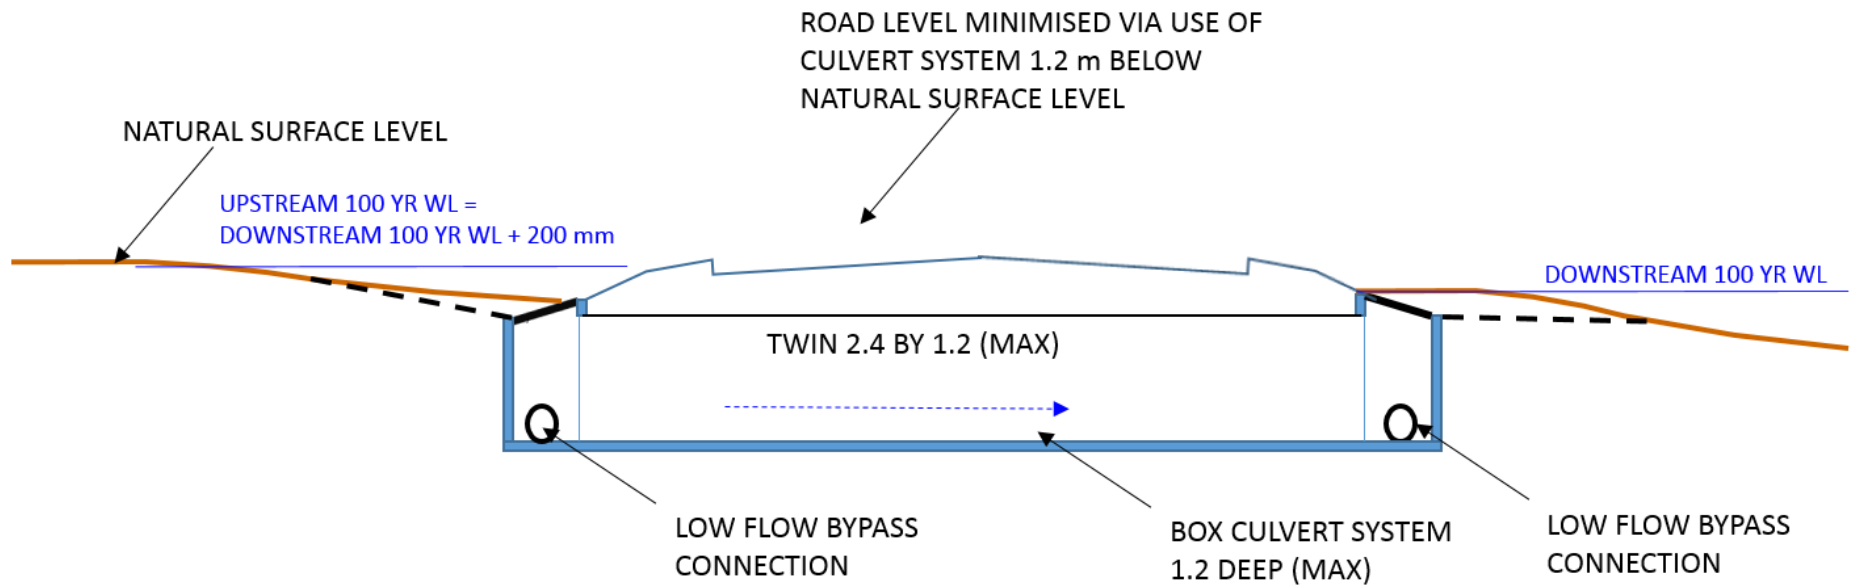 ROAD LEVEL MINIMISED VIA USE OF
CULVERT SYSTEM 1.2 m BELOW
NATURAL SURFACE LEVEL
NATURAL SURFACE LEVEL
UPSTREAM 100 YR WL =
DOWNSTREAM 100 YR WL + 200 mm
DOWNSTREAM 100 YR WL
TWIN 2.4 BY 1.2 (MAX)
LOW FLOW BYPASS
CONNECTION
BOX CULVERT SYSTEM
1.2 DEEP (MAX)
LOW FLOW BYPASS
CONNECTION